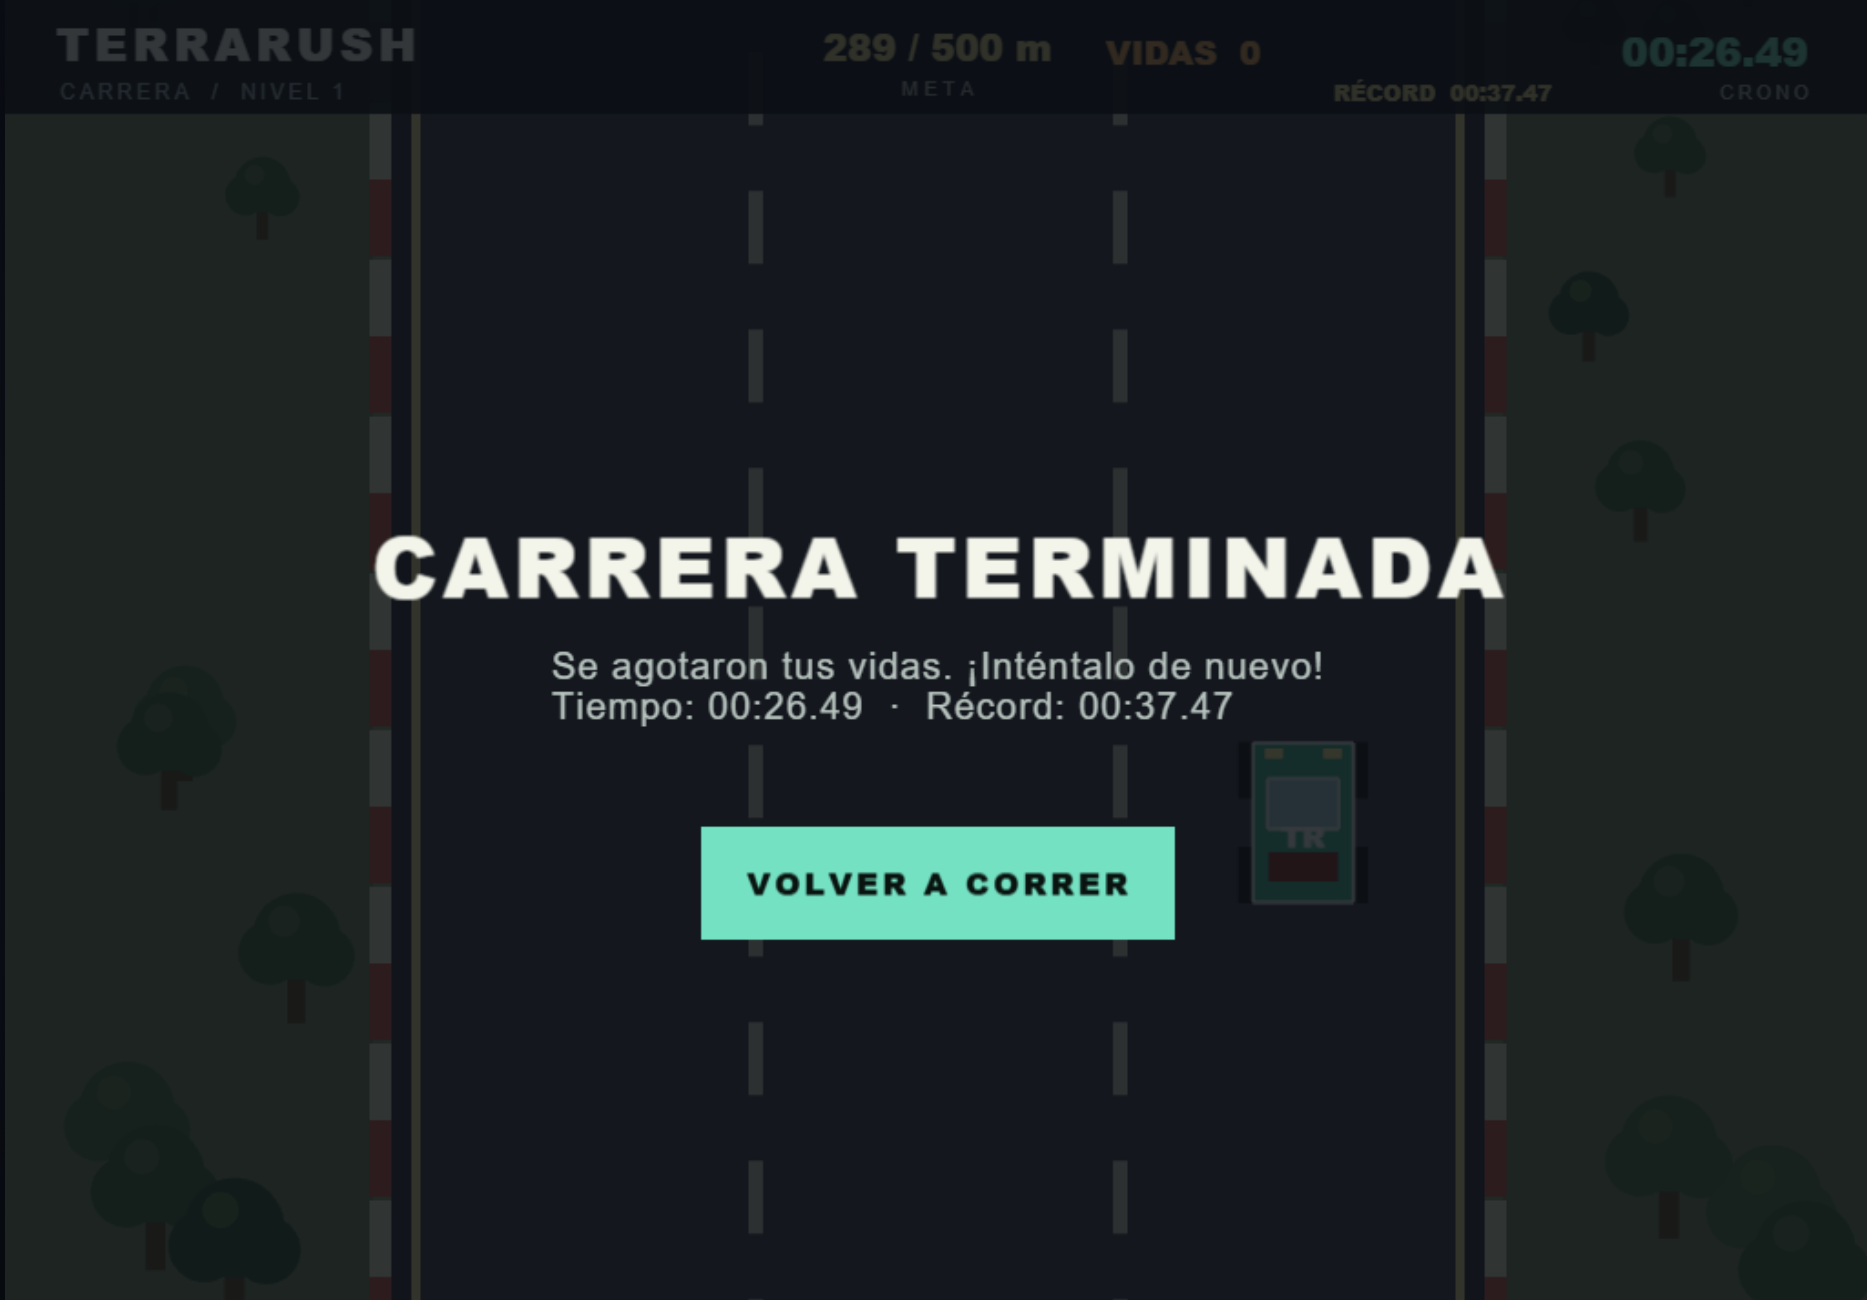 TERRARUSH
CARRERA / NIVEL 1
289 / 500 m
META
VIDAS 0
RÉCORD 00:37.47
00:26.49
CRONO
CARRERA TERMINADA
Se agotaron tus vidas. ¡Inténtalo de nuevo!
Tiempo: 00:26.49 · Récord: 00:37.47
TR
VOLVER A CORRER